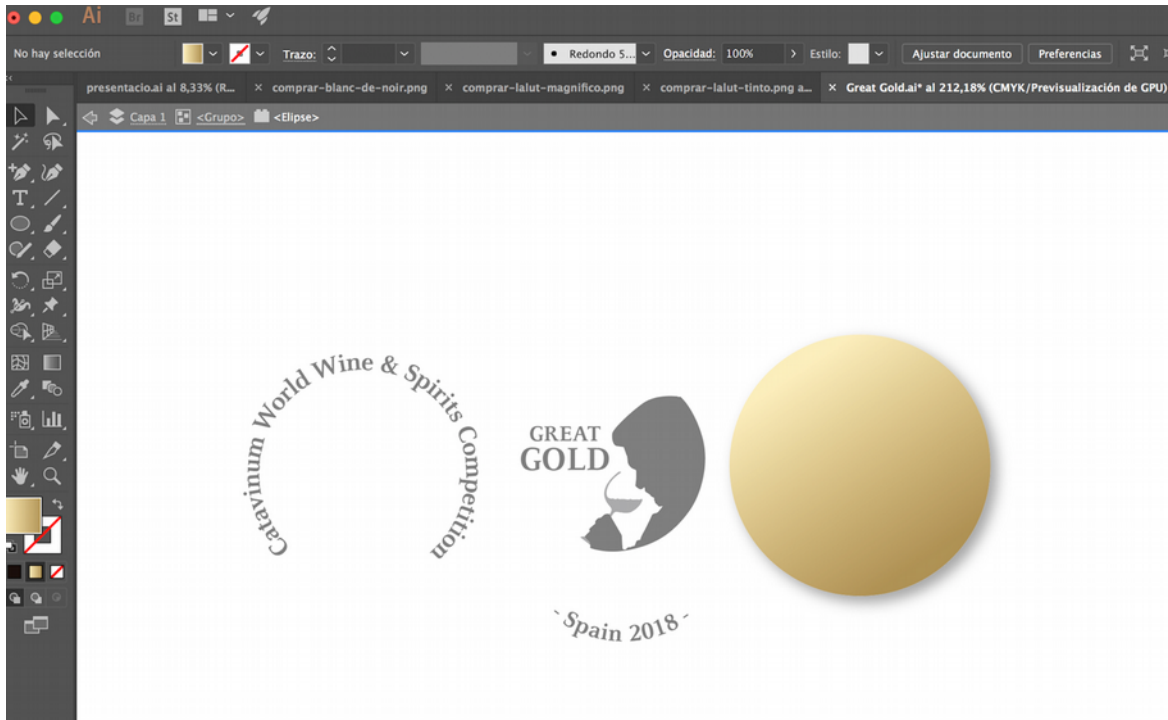 Ai Br St
No hay selección Trazo: Redondo 5... Opacidad: 100% Estilo: Ajustar documento Preferencias
presentacio.ai al 8,33% (R... × comprar-blanc-de-noir.png × comprar-lalut-magnifico.png × comprar-lalut-tinto.png a... × Great Gold.ai* al 212,18% (CMYK/Previsualización de GPU)
Capa 1 <Grupo> <Elipse>
Catavinum World Wine & Spirits Competition
GREAT
GOLD
- Spain 2018 -